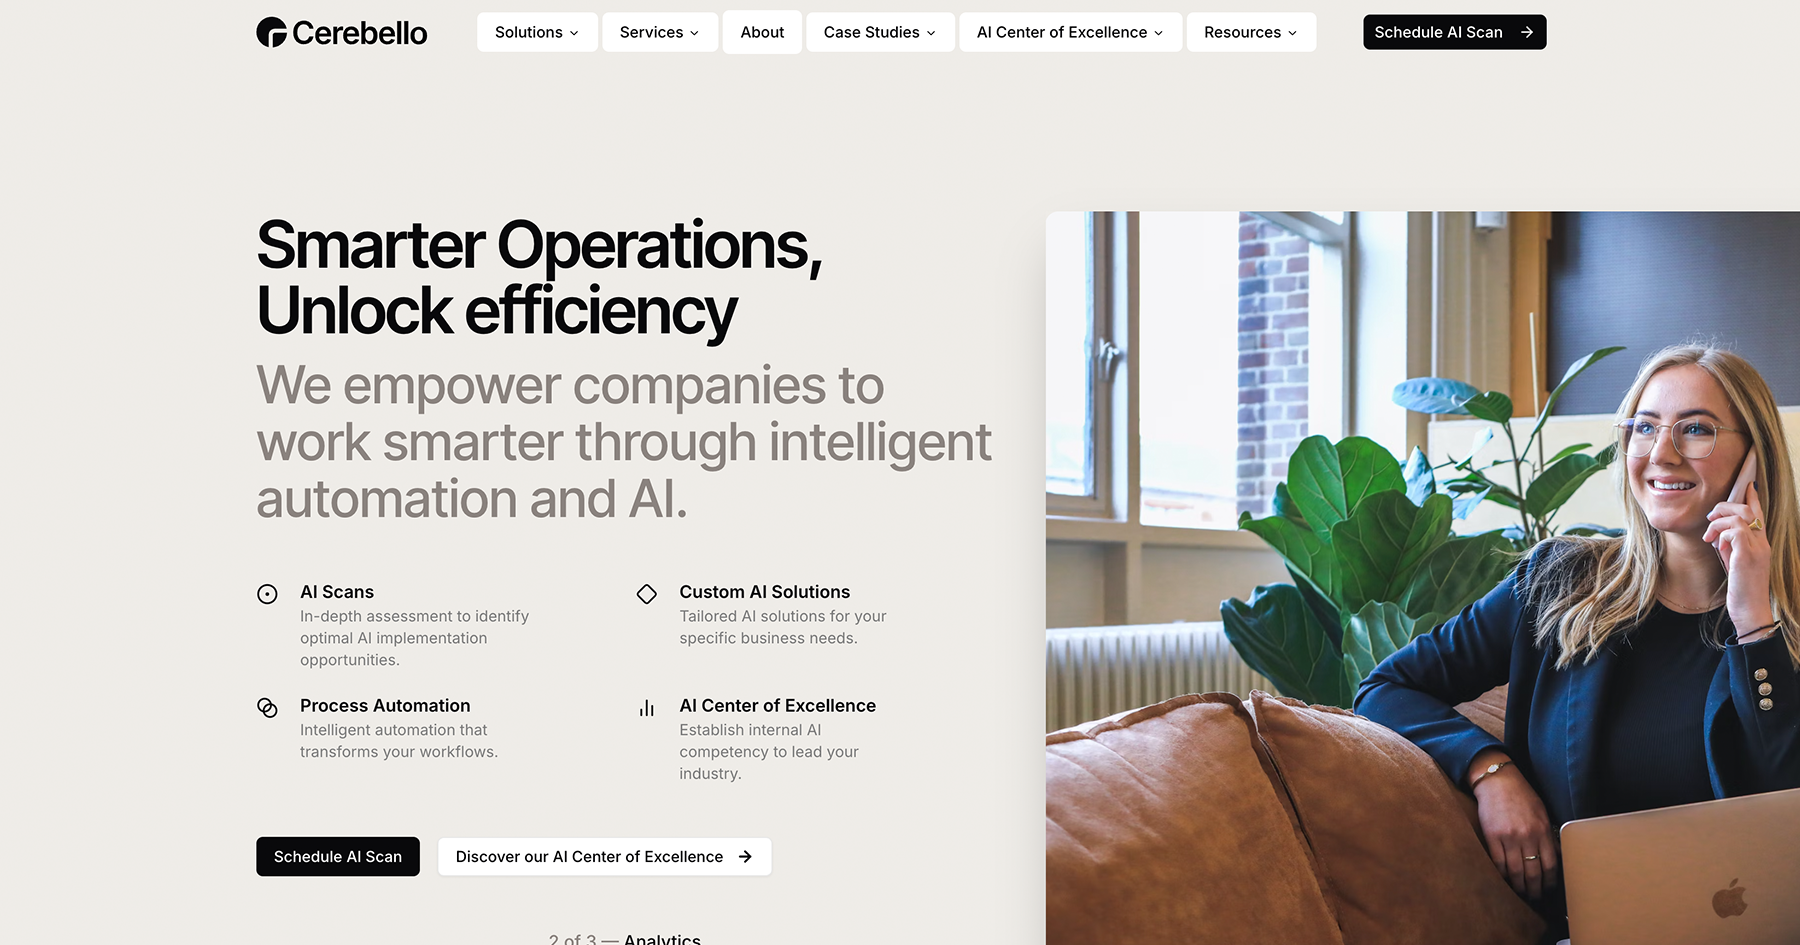 Cerebello
Solutions
Services
About
Case Studies
AI Center of Excellence
Resources
Schedule AI Scan
Smarter Operations,
Unlock efficiency
We empower companies to
work smarter through intelligent
automation and AI.
AI Scans
In-depth assessment to identify
optimal AI implementation
opportunities.
Custom AI Solutions
Tailored AI solutions for your
specific business needs.
Process Automation
Intelligent automation that
transforms your workflows.
AI Center of Excellence
Establish internal AI
competency to lead your
industry.
Schedule AI Scan
Discover our AI Center of Excellence
2 of 3 — Analytics